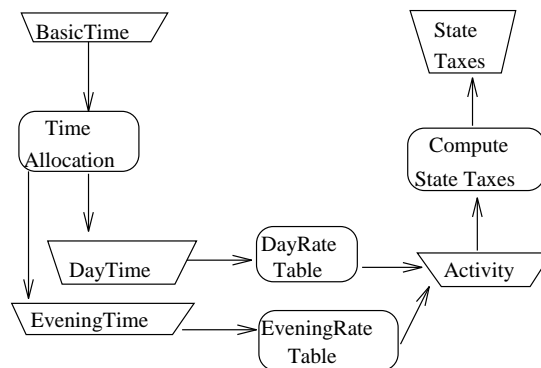 BasicTime
State
Taxes
Time
Allocation
Compute
State Taxes
DayTime
DayRate
Table
Activity
EveningTime
EveningRate
Table